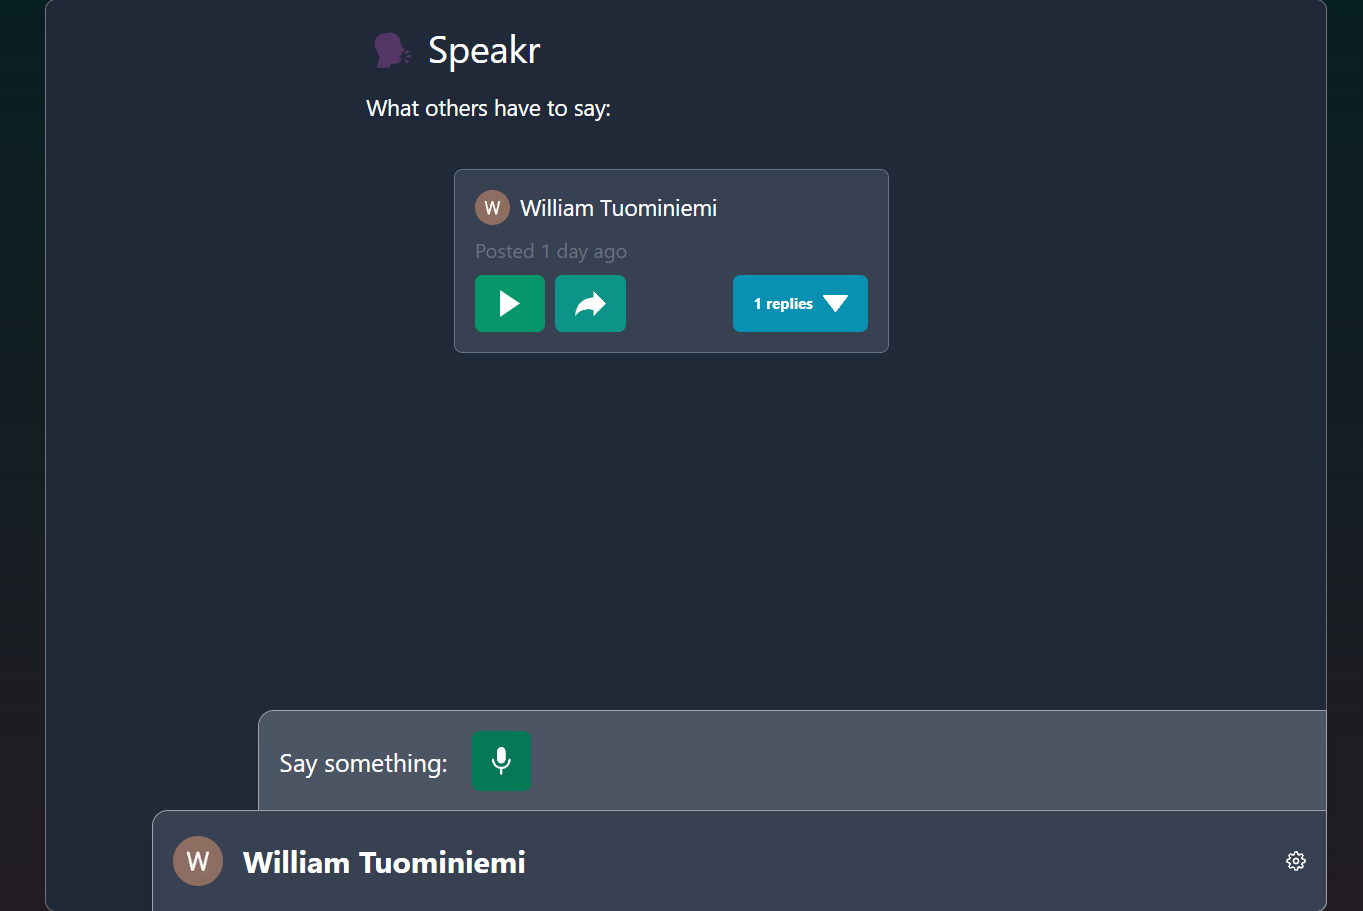 Speakr
What others have to say:
W William Tuominiemi
Posted 1 day ago
1 replies
Say something:
W William Tuominiemi